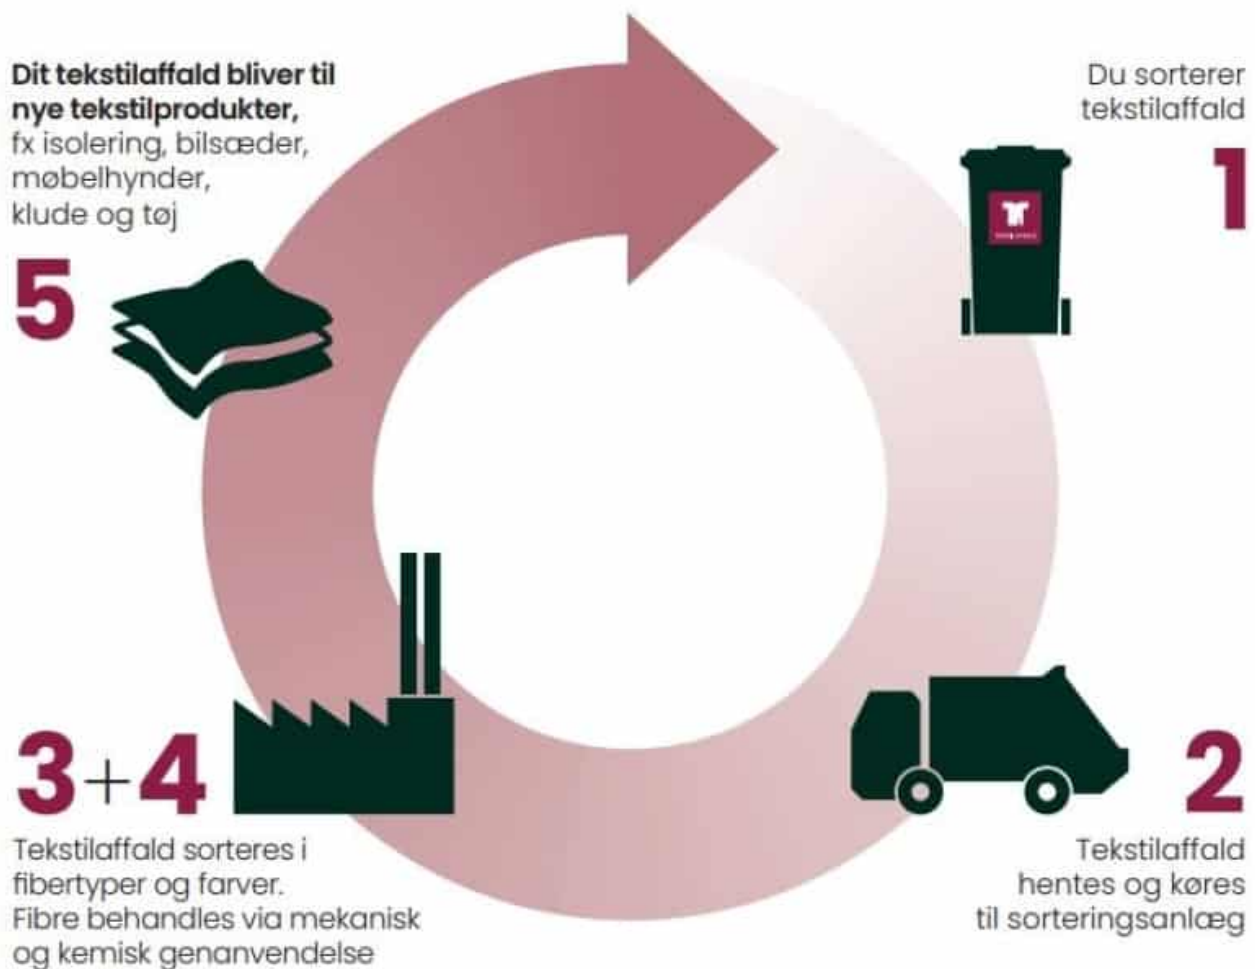 Du sorterer
tekstilaffald
1
2
Tekstilaffald
hentes og køres
til sorteringsanlæg
3+4
Tekstilaffald sorteres i
fibertyper og farver.
Fibre behandles via mekanisk
og kemisk genanvendelse
Dit tekstilaffald bliver til
nye tekstilprodukter,
fx isolering, bilsæder,
møbelhynder,
klude og tøj
5